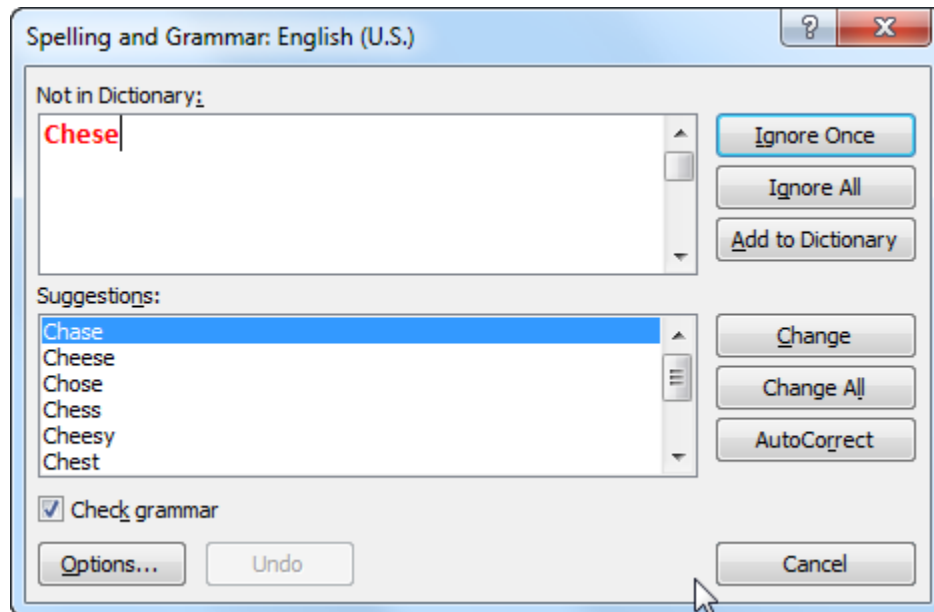 Spelling and Grammar: English (U.S.)
Not in Dictionary:
Chese
Ignore Once
Ignore All
Add to Dictionary
Suggestions:
Chase
Cheese
Chose
Chess
Cheesy
Chest
Change
Change All
AutoCorrect
Check grammar
Options...
Undo
Cancel